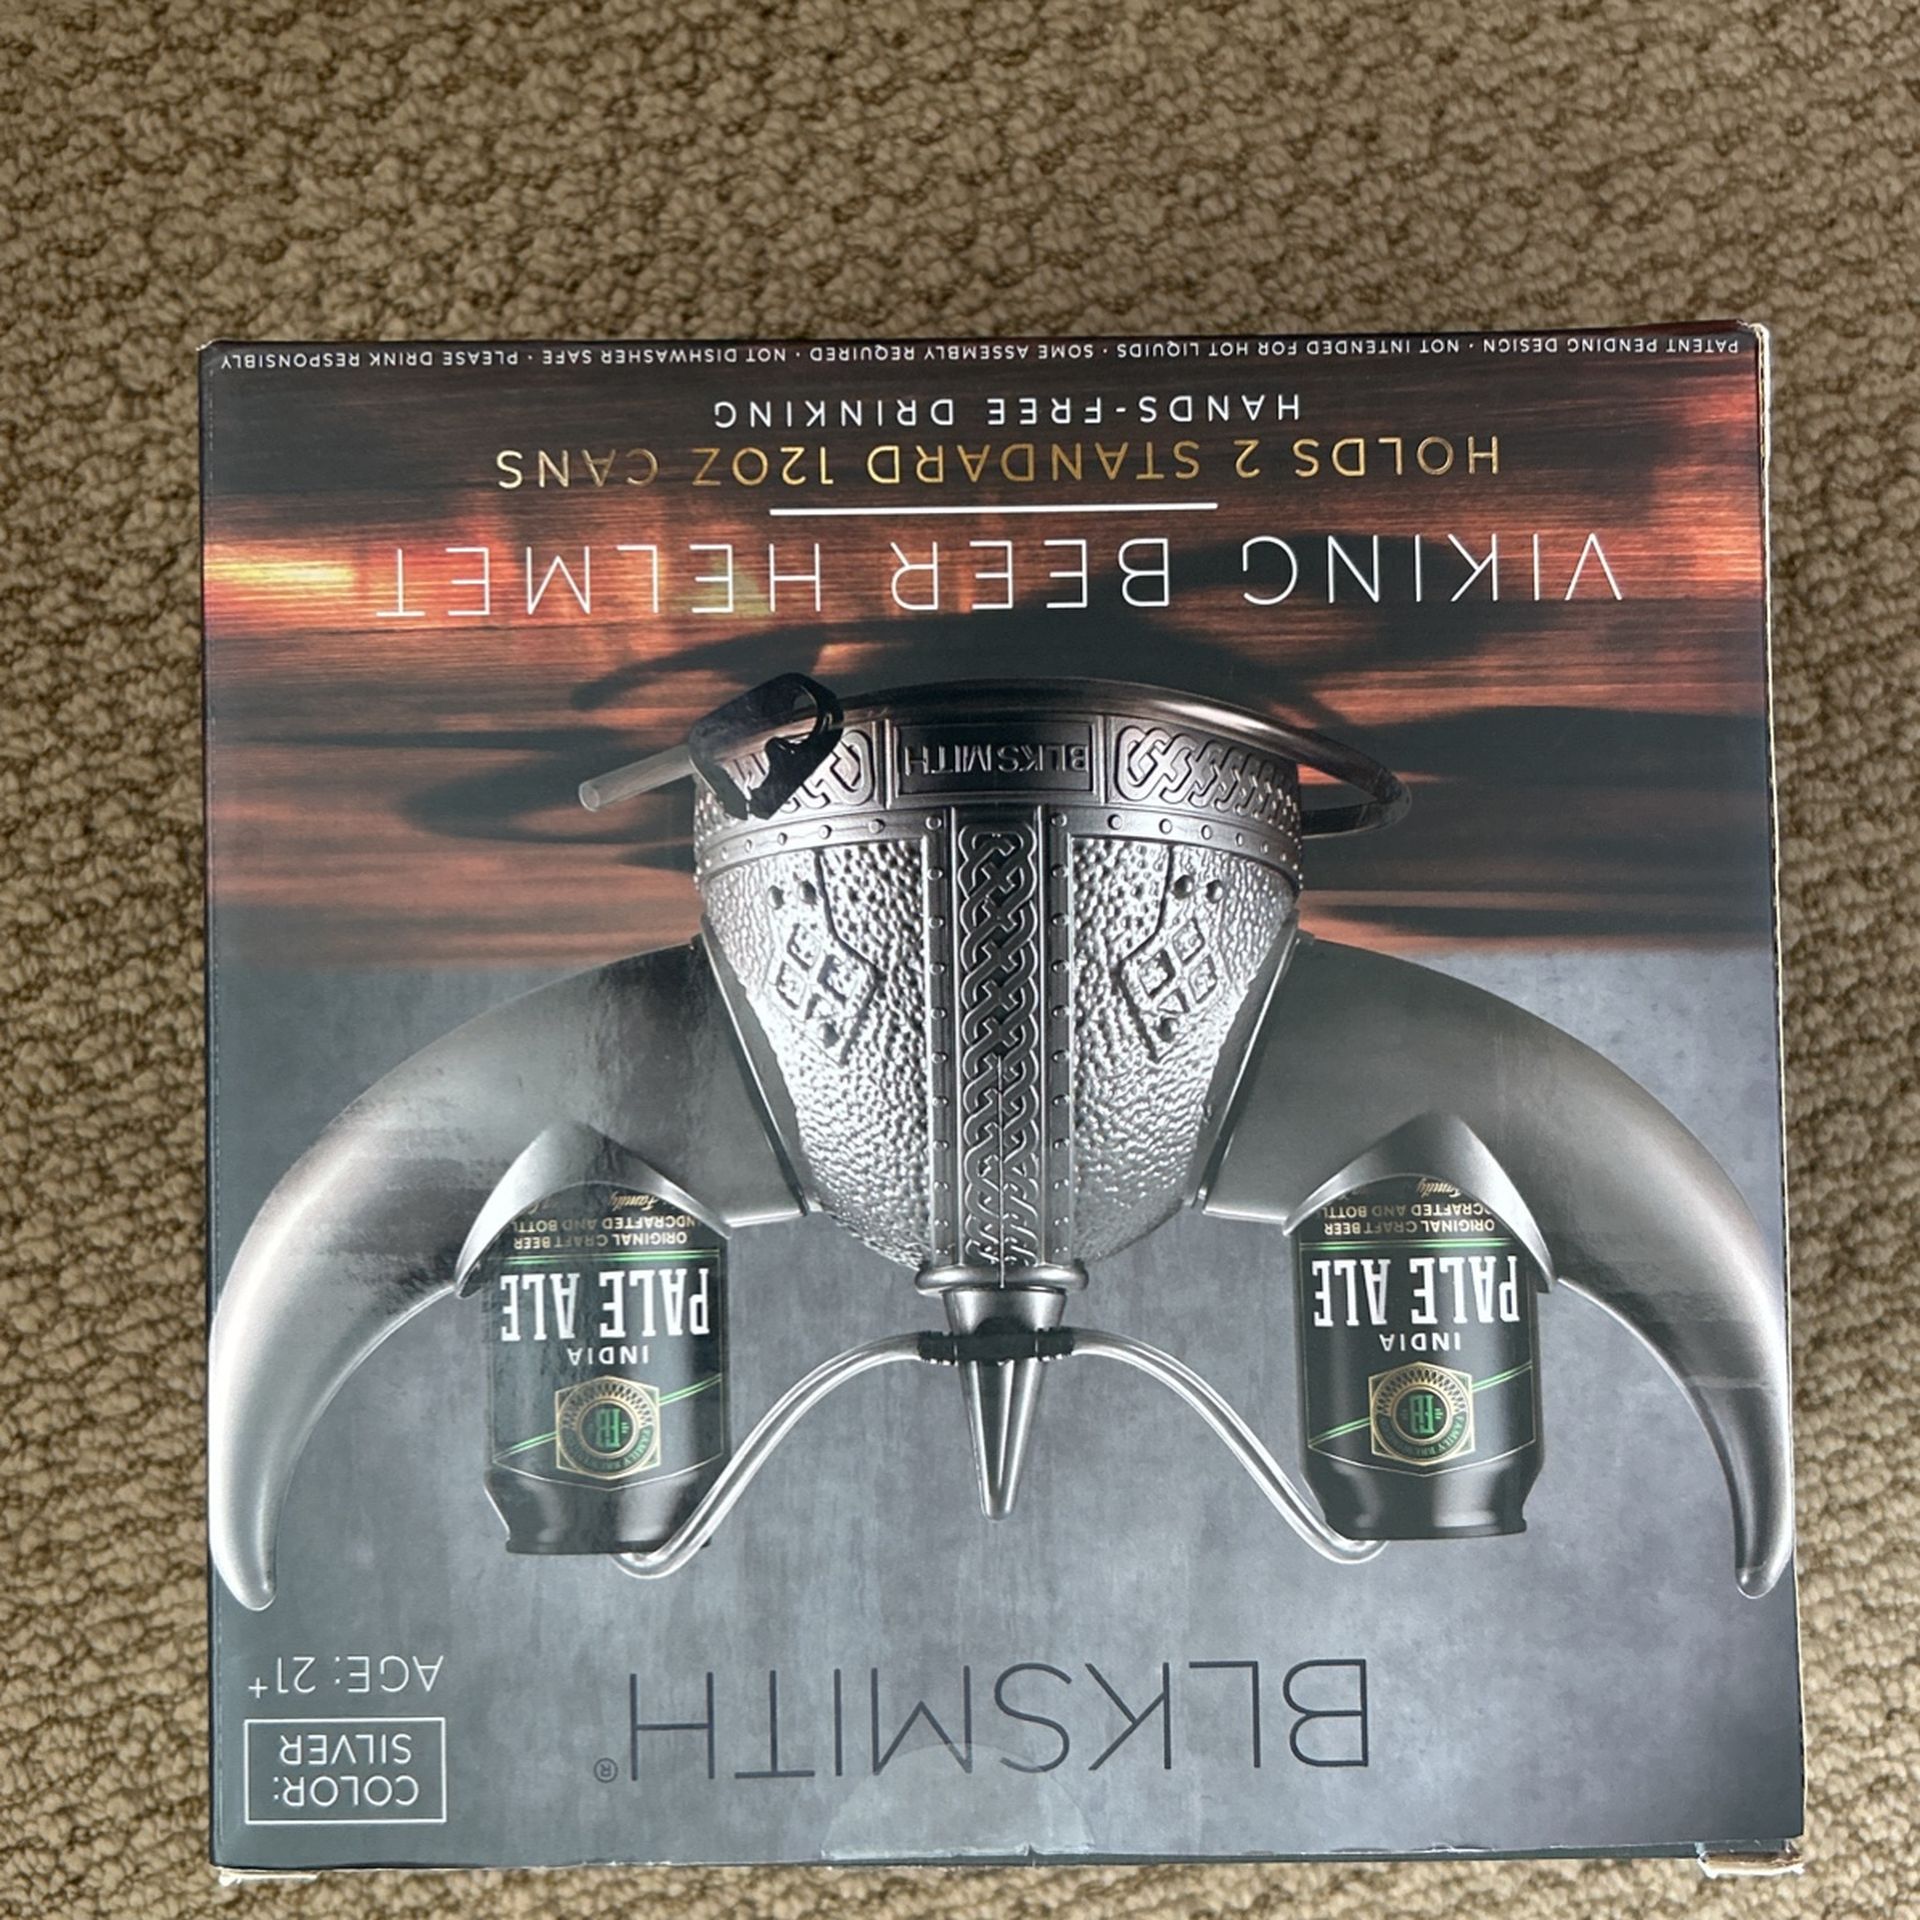 BLKSMITH®
COLOR:
SILVER
AGE: 21+
INDIA
PALE ALE
ORIGINAL CRAFT BEER
INDIA
PALE ALE
ORIGINAL CRAFT BEER
BLKSMITH
VIKING BEER HELMET
HOLDS 2 STANDARD 12OZ CANS
HANDS-FREE DRINKING
PATENT PENDING DESIGN · NOT INTENDED FOR HOT LIQUIDS · SOME ASSEMBLY REQUIRED · NOT DISHWASHER SAFE · PLEASE DRINK RESPONSIBLY